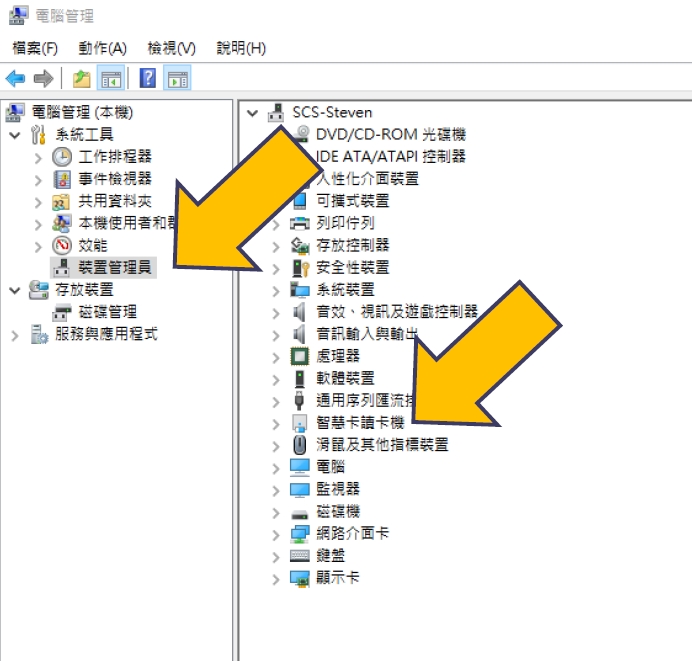 電腦管理
檔案(F) 動作(A) 檢視(V) 說明(H)
電腦管理 (本機)
系統工具
工作排程器
事件檢視器
共用資料夾
本機使用者和
效能
裝置管理員
存放裝置
磁碟管理
服務與應用程式
SCS-Steven
DVD/CD-ROM 光碟機
IDE ATA/ATAPI 控制器
人性化介面裝置
可攜式裝置
列印佇列
存放控制器
安全性裝置
系統裝置
音效、視訊及遊戲控制器
音訊輸入與輸出
處理器
軟體裝置
通用序列匯流
智慧卡讀卡機
滑鼠及其他指標裝置
電腦
監視器
磁碟機
網路介面卡
鍵盤
顯示卡